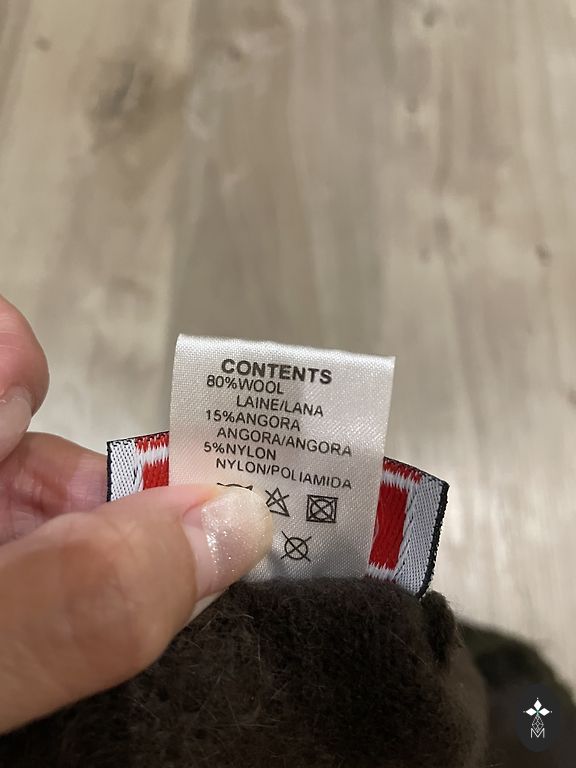 CONTENTS
80%WOOL
LAINE/LANA
15%ANGORA
ANGORA/ANGORA
5%NYLON
NYLON/POLIAMIDA
M